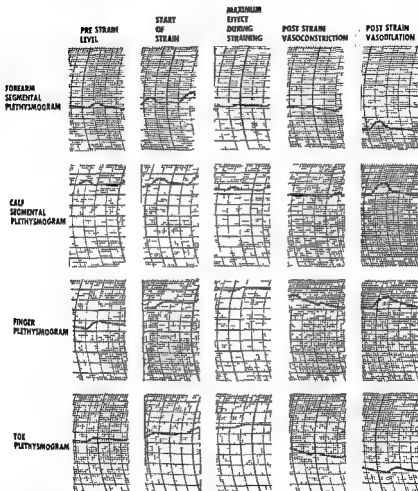 PRE STRAIN
LEVEL
START
OF
STRAIN
MAXIMUM
EFFECT
DURING
STRAINING
POST STRAIN
VASOCONSTRICTION
POST STRAIN
VASODILATION
FOREARM
SEGMENTAL
PLETHYSMOGRAM
CALF
SEGMENTAL
PLETHYSMOGRAM
FINGER
PLETHYSMOGRAM
TOE
PLETHYSMOGRAM